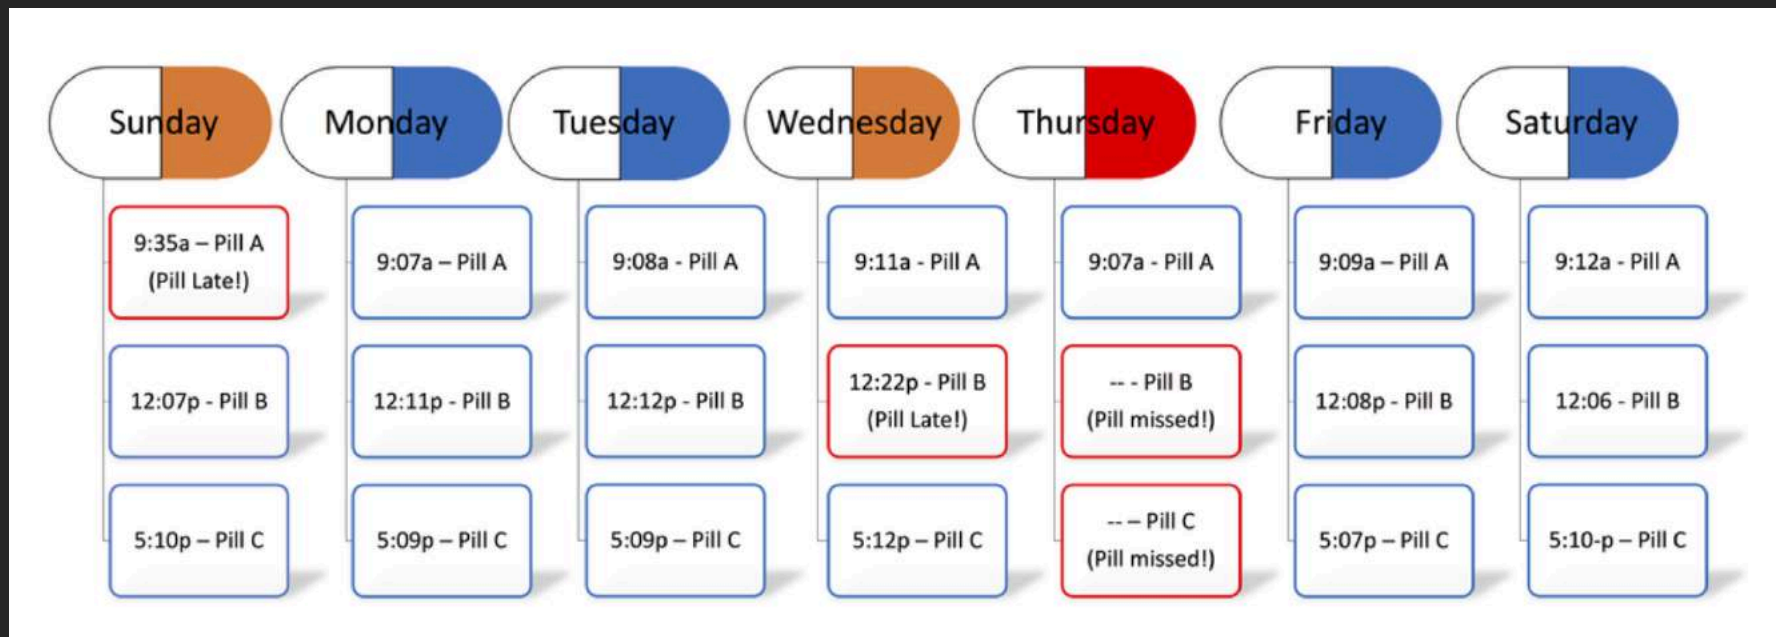 Sunday
Monday
Tuesday
Wednesday
Thursday
Friday
Saturday
9:35a – Pill A
(Pill Late!)
9:07a – Pill A
9:08a - Pill A
9:11a - Pill A
9:07a - Pill A
9:09a – Pill A
9:12a - Pill A
12:07p - Pill B
12:11p - Pill B
12:12p - Pill B
12:22p - Pill B
(Pill Late!)
-- - Pill B
(Pill missed!)
12:08p - Pill B
12:06 - Pill B
5:10p – Pill C
5:09p – Pill C
5:09p – Pill C
5:12p – Pill C
-- – Pill C
(Pill missed!)
5:07p – Pill C
5:10-p – Pill C